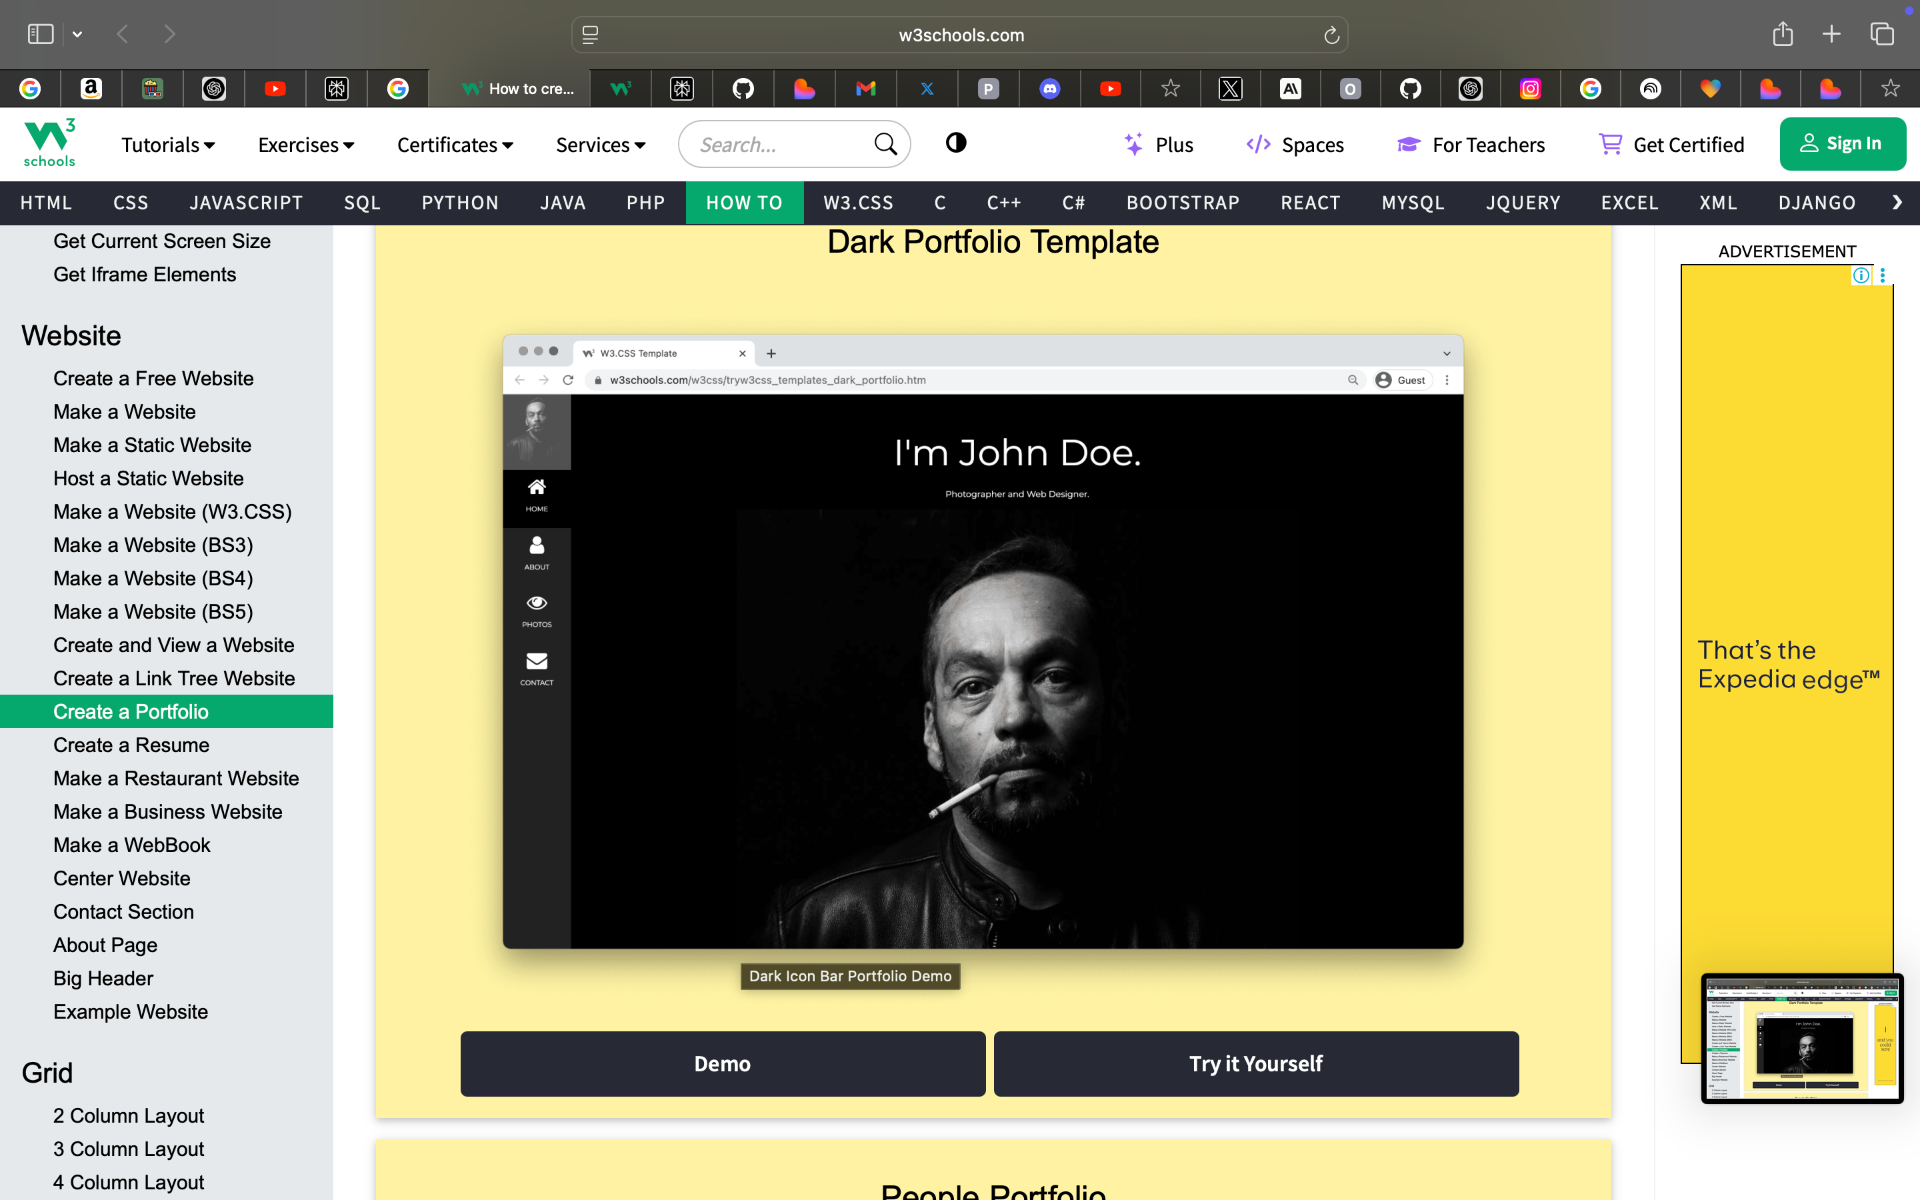 w3schools.com
How to cre...
P
O
W3 schools
Tutorials
Exercises
Certificates
Services
Search...
Plus
Spaces
For Teachers
Get Certified
Sign In
HTML CSS JAVASCRIPT SQL PYTHON JAVA PHP HOW TO W3.CSS C C++ C# BOOTSTRAP REACT MYSQL JQUERY EXCEL XML DJANGO
Get Current Screen Size
Get Iframe Elements
Website
Create a Free Website
Make a Website
Make a Static Website
Host a Static Website
Make a Website (W3.CSS)
Make a Website (BS3)
Make a Website (BS4)
Make a Website (BS5)
Create and View a Website
Create a Link Tree Website
Create a Portfolio
Create a Resume
Make a Restaurant Website
Make a Business Website
Make a WebBook
Center Website
Contact Section
About Page
Big Header
Example Website
Grid
2 Column Layout
3 Column Layout
4 Column Layout
Dark Portfolio Template
W3.CSS Template
w3schools.com/w3css/tryw3css_templates_dark_portfolio.htm
Guest
HOME
ABOUT
PHOTOS
CONTACT
I'm John Doe.
Photographer and Web Designer.
Dark Icon Bar Portfolio Demo
Demo
Try it Yourself
People Portfolio
ADVERTISEMENT
That's the
Expedia edge™